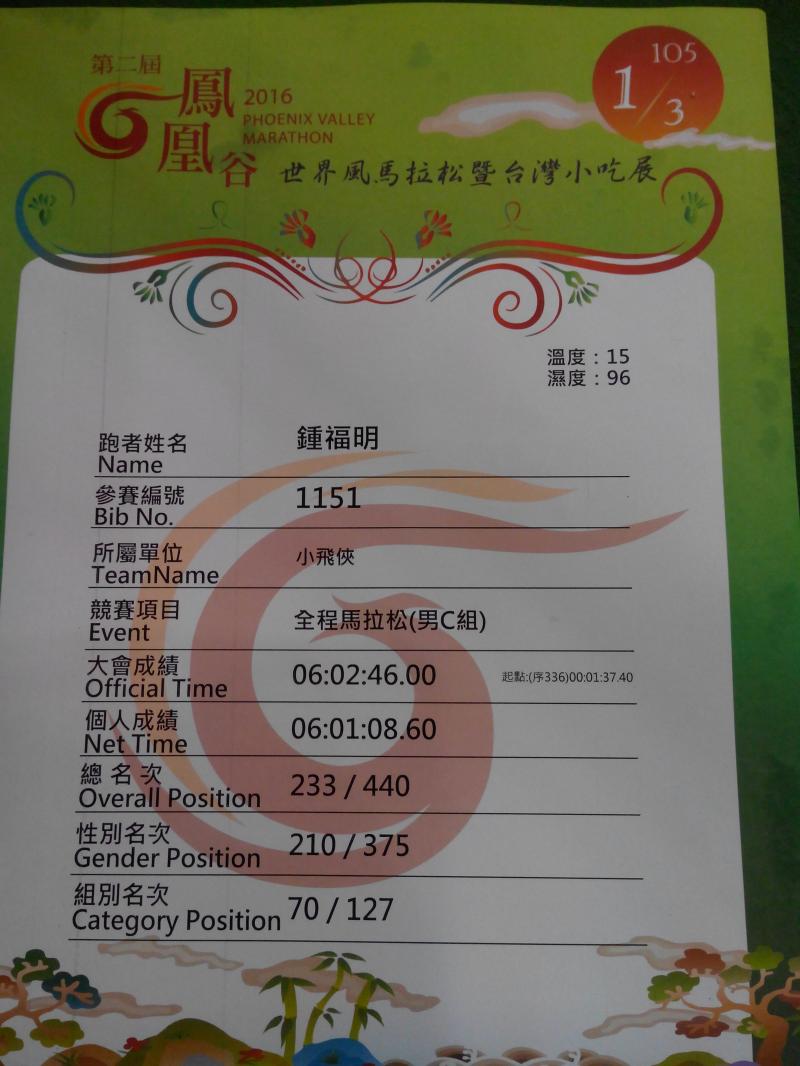 第二屆
鳳凰谷
2016
PHOENIX VALLEY
MARATHON
105
1/3
世界風馬拉松暨台灣小吃展
溫度：15
濕度：96
跑者姓名 鍾福明
Name
參賽編號 1151
Bib No.
所屬單位 小飛俠
TeamName
競賽項目 全程馬拉松(男C組)
Event
大會成績 06:02:46.00 起點:(序336)00:01:37.40
Official Time
個人成績 06:01:08.60
Net Time
總名次 233 / 440
Overall Position
性別名次 210 / 375
Gender Position
組別名次 70 / 127
Category Position